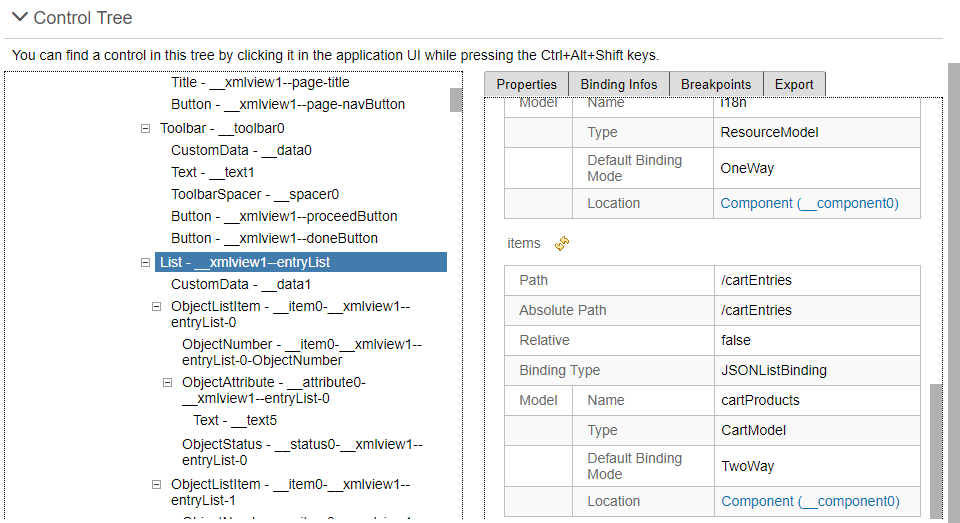 Control Tree
You can find a control in this tree by clicking it in the application UI while pressing the Ctrl+Alt+Shift keys.
Title - __xmlview1--page-title
Button - __xmlview1--page-navButton
Toolbar - __toolbar0
CustomData - __data0
Text - __text1
ToolbarSpacer - __spacer0
Button - __xmlview1--proceedButton
Button - __xmlview1--doneButton
List - __xmlview1--entryList
CustomData - __data1
ObjectListItem - __item0-__xmlview1--
entryList-0
ObjectNumber - __item0-__xmlview1--
entryList-0-ObjectNumber
ObjectAttribute - __attribute0-
__xmlview1--entryList-0
Text - __text5
ObjectStatus - __status0-__xmlview1--
entryList-0
ObjectListItem - __item0-__xmlview1--
entryList-1
Properties Binding Infos Breakpoints Export
Model Name i18n
Type ResourceModel
Default Binding
Mode OneWay
Location Component (__component0)
items
Path /cartEntries
Absolute Path /cartEntries
Relative false
Binding Type JSONListBinding
Model Name cartProducts
Type CartModel
Default Binding
Mode TwoWay
Location Component (__component0)